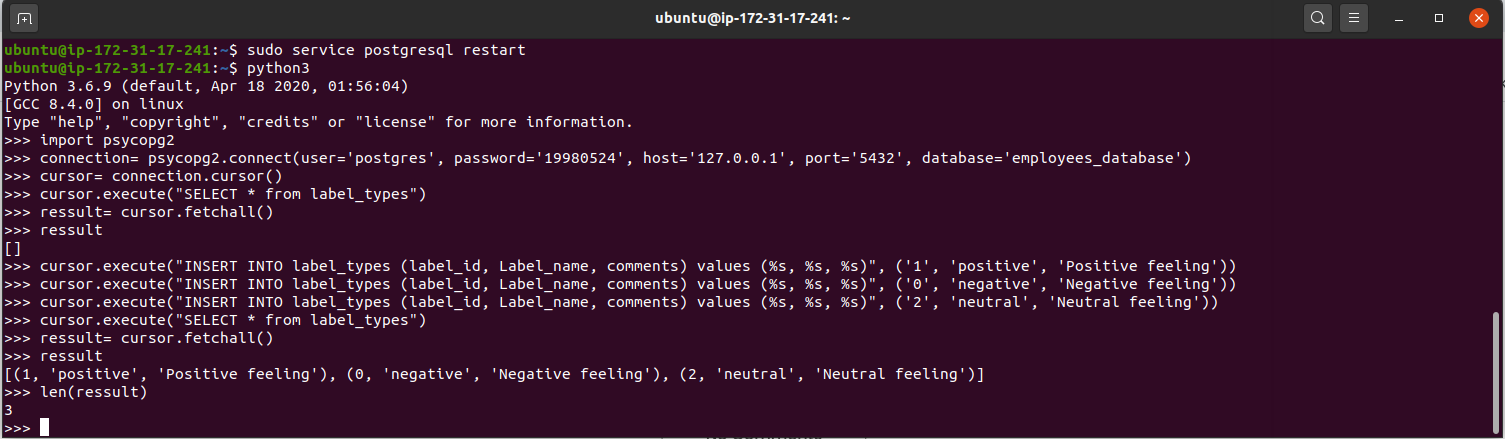 ubuntu@ip-172-31-17-241: ~
ubuntu@ip-172-31-17-241:~$ sudo service postgresql restart
ubuntu@ip-172-31-17-241:~$ python3
Python 3.6.9 (default, Apr 18 2020, 01:56:04)
[GCC 8.4.0] on linux
Type "help", "copyright", "credits" or "license" for more information.
>>> import psycopg2
>>> connection= psycopg2.connect(user='postgres', password='19980524', host='127.0.0.1', port='5432', database='employees_database')
>>> cursor= connection.cursor()
>>> cursor.execute("SELECT * from label_types")
>>> ressult= cursor.fetchall()
>>> ressult
[]
>>> cursor.execute("INSERT INTO label_types (label_id, Label_name, comments) values (%s, %s, %s)", ('1', 'positive', 'Positive feeling'))
>>> cursor.execute("INSERT INTO label_types (label_id, Label_name, comments) values (%s, %s, %s)", ('0', 'negative', 'Negative feeling'))
>>> cursor.execute("INSERT INTO label_types (label_id, Label_name, comments) values (%s, %s, %s)", ('2', 'neutral', 'Neutral feeling'))
>>> cursor.execute("SELECT * from label_types")
>>> ressult= cursor.fetchall()
>>> ressult
[(1, 'positive', 'Positive feeling'), (0, 'negative', 'Negative feeling'), (2, 'neutral', 'Neutral feeling')]
>>> len(ressult)
3
>>>